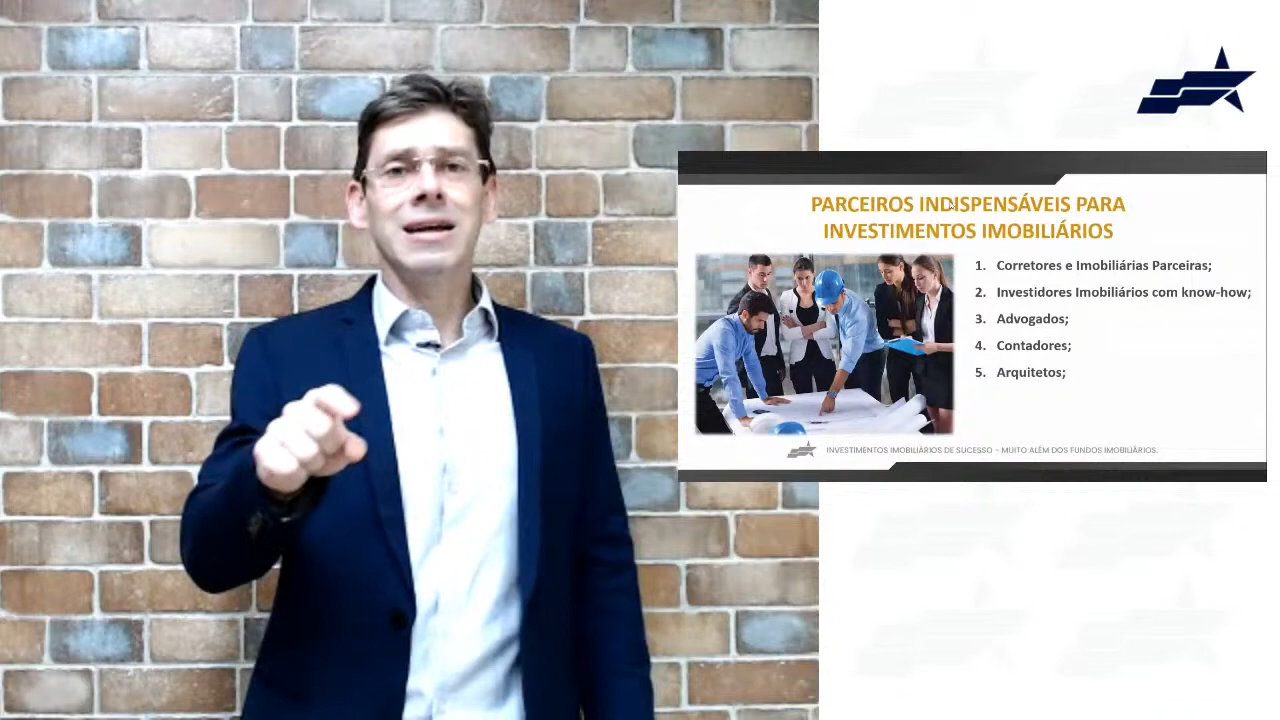 PARCEIROS INDISPENSÁVEIS PARA
INVESTIMENTOS IMOBILIÁRIOS
1. Corretores e Imobiliárias Parceiras;
2. Investidores Imobiliários com know-how;
3. Advogados;
4. Contadores;
5. Arquitetos;
INVESTIMENTOS IMOBILIÁRIOS DE SUCESSO - MUITO ALÉM DOS FUNDOS IMOBILIÁRIOS.